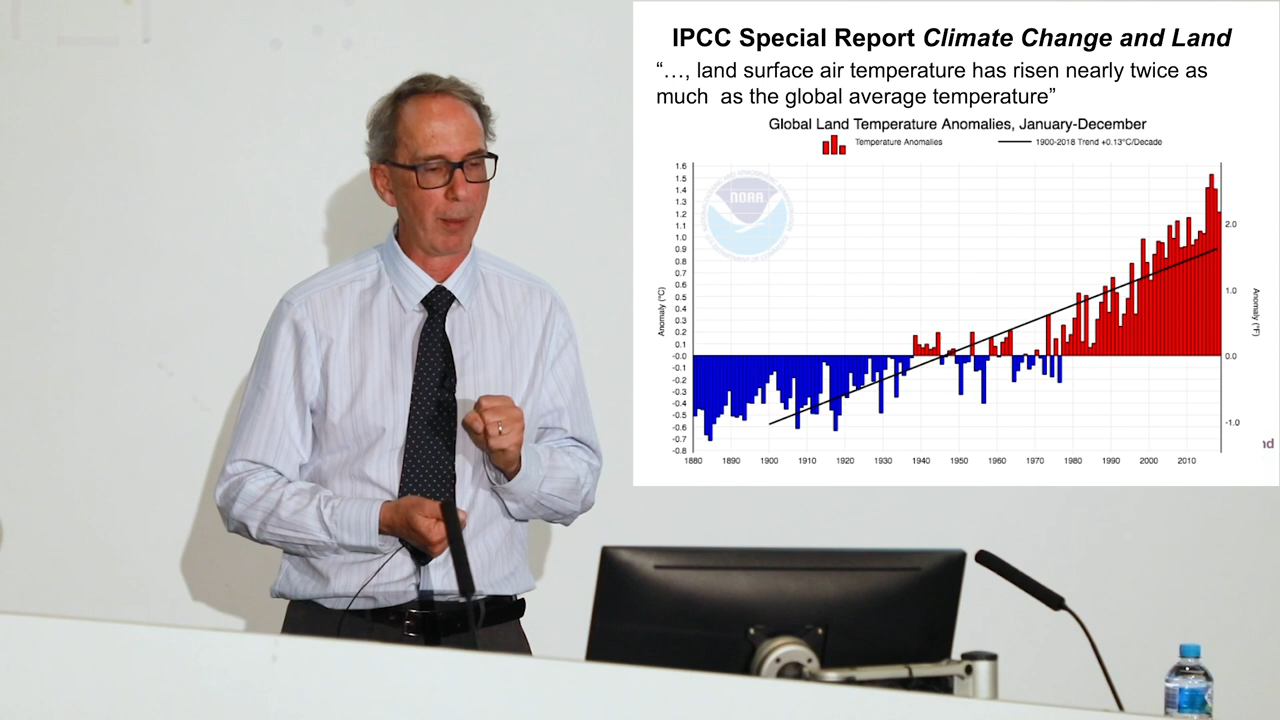 IPCC Special Report Climate Change and Land
“…, land surface air temperature has risen nearly twice as
much as the global average temperature”
Global Land Temperature Anomalies, January-December
Temperature Anomalies
1900-2018 Trend +0.13°C/Decade
NOAA
Anomaly (°C)
1.6
1.5
1.4
1.3
1.2
1.1
1.0
0.9
0.8
0.7
0.6
0.5
0.4
0.3
0.2
0.1
-0.0
-0.1
-0.2
-0.3
-0.4
-0.5
-0.6
-0.7
-0.8
2.0
1.0
0.0
-1.0
Anomaly (°F)
1880 1890 1900 1910 1920 1930 1940 1950 1960 1970 1980 1990 2000 2010